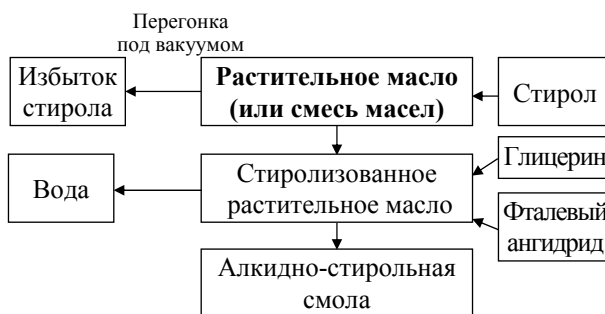 Перегонка
под вакуумом
Избыток
стирола
Растительное масло
(или смесь масел)
Стирол
Вода
Стиролизованное
растительное масло
Глицерин
Фталевый
ангидрид
Алкидно-стирольная
смола